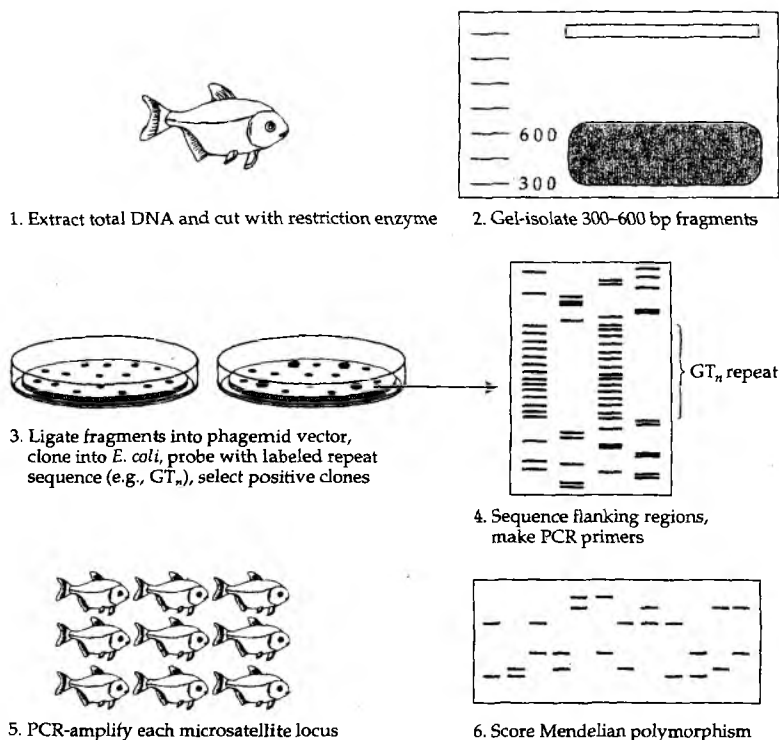 600
300
1. Extract total DNA and cut with restriction enzyme
2. Gel-isolate 300–600 bp fragments
GTn repeat
3. Ligate fragments into phagemid vector,
clone into E. coli, probe with labeled repeat
sequence (e.g., GTn), select positive clones
4. Sequence flanking regions,
make PCR primers
5. PCR-amplify each microsatellite locus
6. Score Mendelian polymorphism